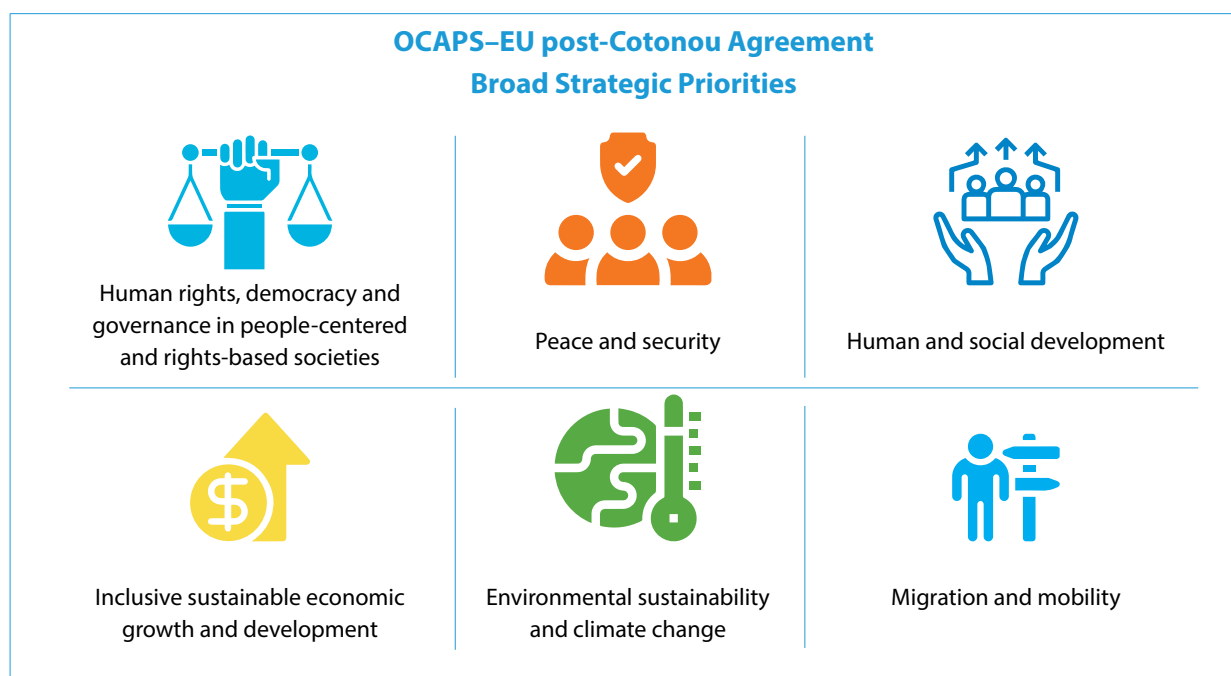 OCAPS–EU post-Cotonou Agreement
Broad Strategic Priorities
Human rights, democracy and
governance in people-centered
and rights-based societies
Peace and security
Human and social development
Inclusive sustainable economic
growth and development
Environmental sustainability
and climate change
Migration and mobility